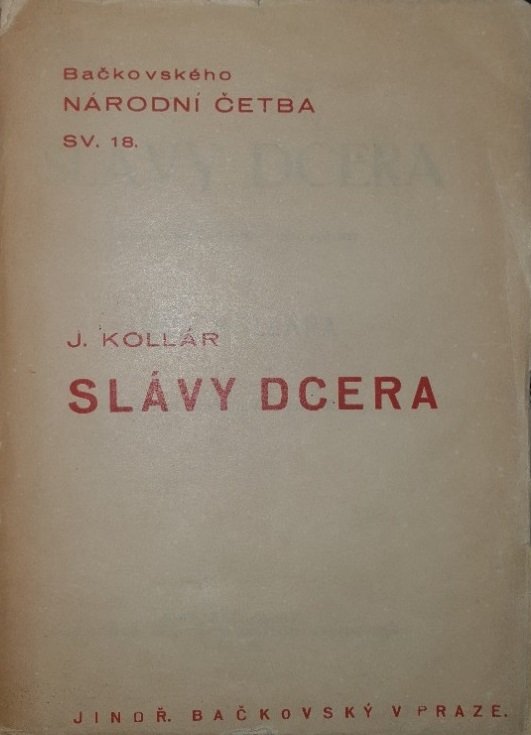 Bačkovského
NÁRODNÍ ČETBA
SV. 18.
J. KOLLÁR
SLÁVY DCERA
JINDŘ. BAČKOVSKÝ V PRAZE.